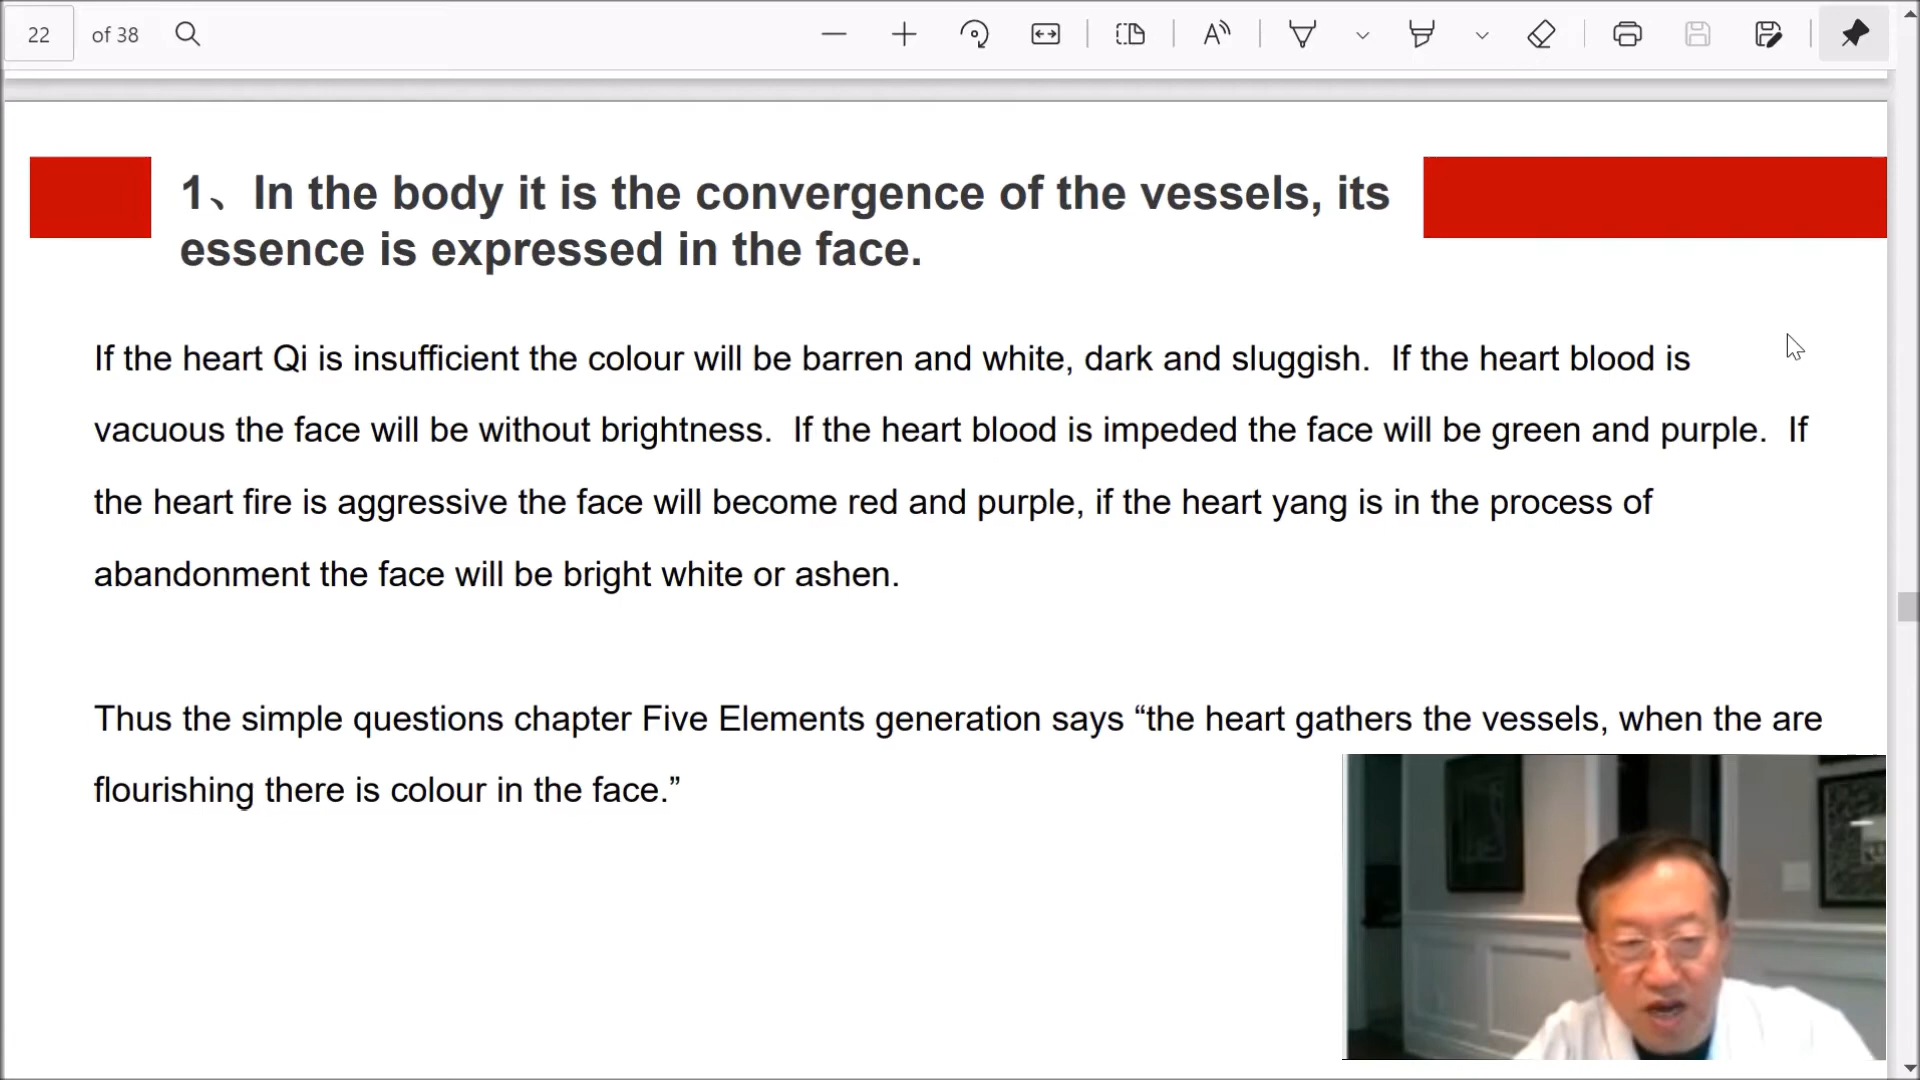 22 of 38
1、In the body it is the convergence of the vessels, its
essence is expressed in the face.
If the heart Qi is insufficient the colour will be barren and white, dark and sluggish.  If the heart blood is
vacuous the face will be without brightness.  If the heart blood is impeded the face will be green and purple.  If
the heart fire is aggressive the face will become red and purple, if the heart yang is in the process of
abandonment the face will be bright white or ashen.
Thus the simple questions chapter Five Elements generation says “the heart gathers the vessels, when the are
flourishing there is colour in the face.”